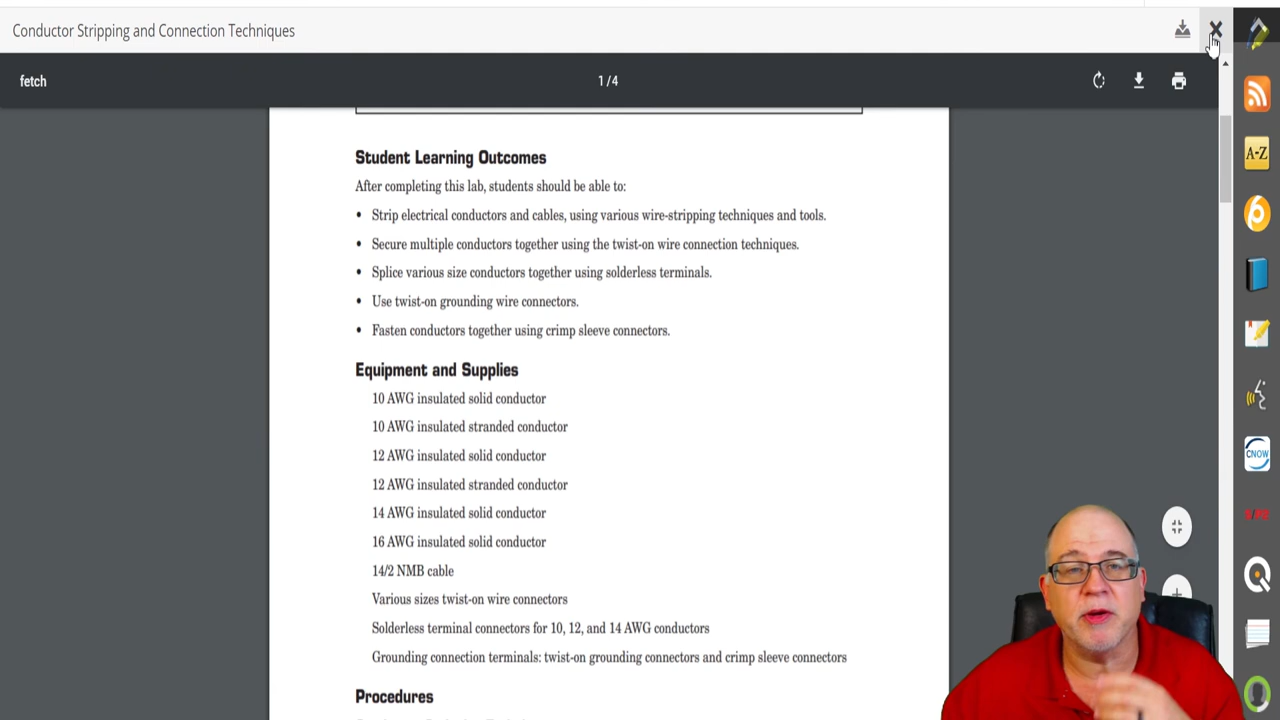 Conductor Stripping and Connection Techniques
fetch
1 / 4
Student Learning Outcomes
After completing this lab, students should be able to:
• Strip electrical conductors and cables, using various wire-stripping techniques and tools.
• Secure multiple conductors together using the twist-on wire connection techniques.
• Splice various size conductors together using solderless terminals.
• Use twist-on grounding wire connectors.
• Fasten conductors together using crimp sleeve connectors.
Equipment and Supplies
10 AWG insulated solid conductor
10 AWG insulated stranded conductor
12 AWG insulated solid conductor
12 AWG insulated stranded conductor
14 AWG insulated solid conductor
16 AWG insulated solid conductor
14/2 NMB cable
Various sizes twist-on wire connectors
Solderless terminal connectors for 10, 12, and 14 AWG conductors
Grounding connection terminals: twist-on grounding connectors and crimp sleeve connectors
Procedures
A-Z
CNOW